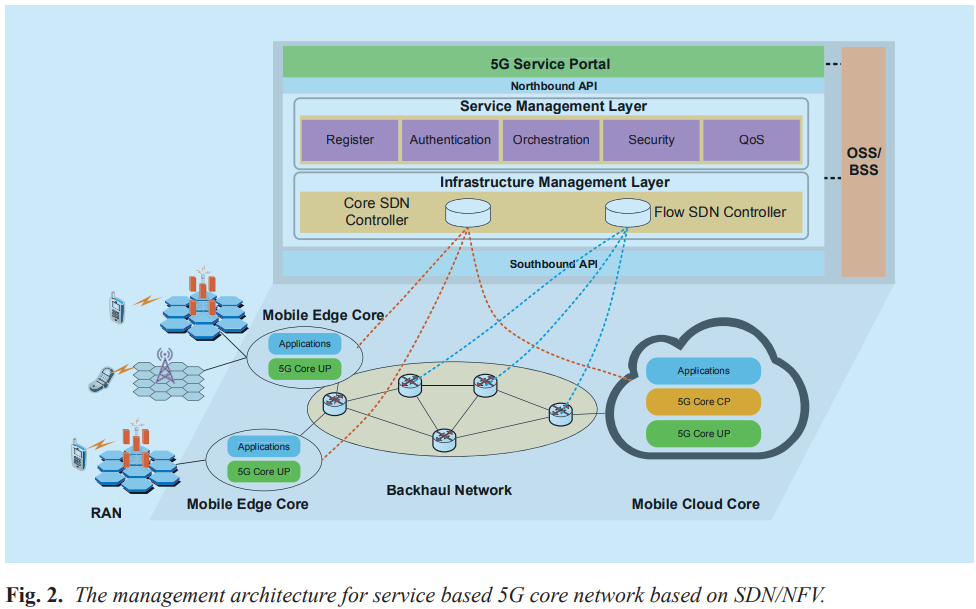 5G Service Portal
Northbound API
Service Management Layer
Register
Authentication
Orchestration
Security
QoS
OSS/
BSS
Infrastructure Management Layer
Core SDN
Controller
Flow SDN Controller
Southbound API
Mobile Edge Core
Applications
5G Core UP
Applications
5G Core CP
5G Core UP
Applications
5G Core UP
Backhaul Network
Mobile Edge Core
Mobile Cloud Core
RAN
Fig. 2. The management architecture for service based 5G core network based on SDN/NFV.